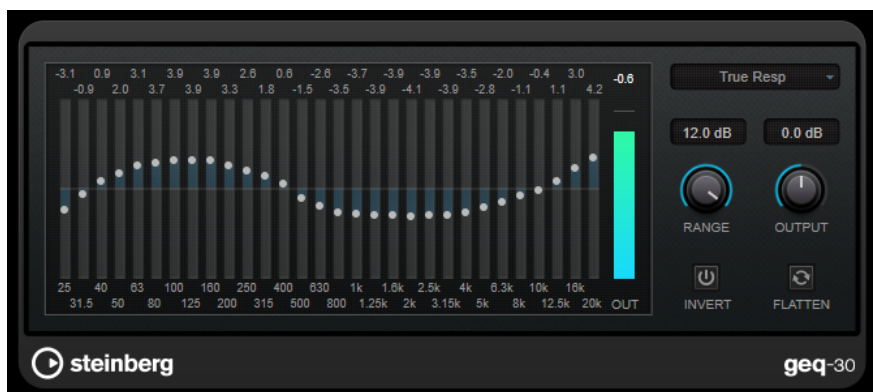 -3.1 0.9 3.1 3.9 3.9 2.6 0.6 -2.6 -3.7 -3.9 -3.9 -3.5 -2.0 -0.4 3.0 -0.6
-0.9 2.0 3.7 3.9 3.3 1.8 -1.5 -3.5 -3.9 -4.1 -3.9 -2.8 -1.1 1.1 4.2
True Resp
12.0 dB 0.0 dB
RANGE OUTPUT
25 40 63 100 160 250 400 630 1k 1.6k 2.5k 4k 6.3k 10k 16k
31.5 50 80 125 200 315 500 800 1.25k 2k 3.15k 5k 8k 12.5k 20k OUT
INVERT FLATTEN
steinberg geq-30